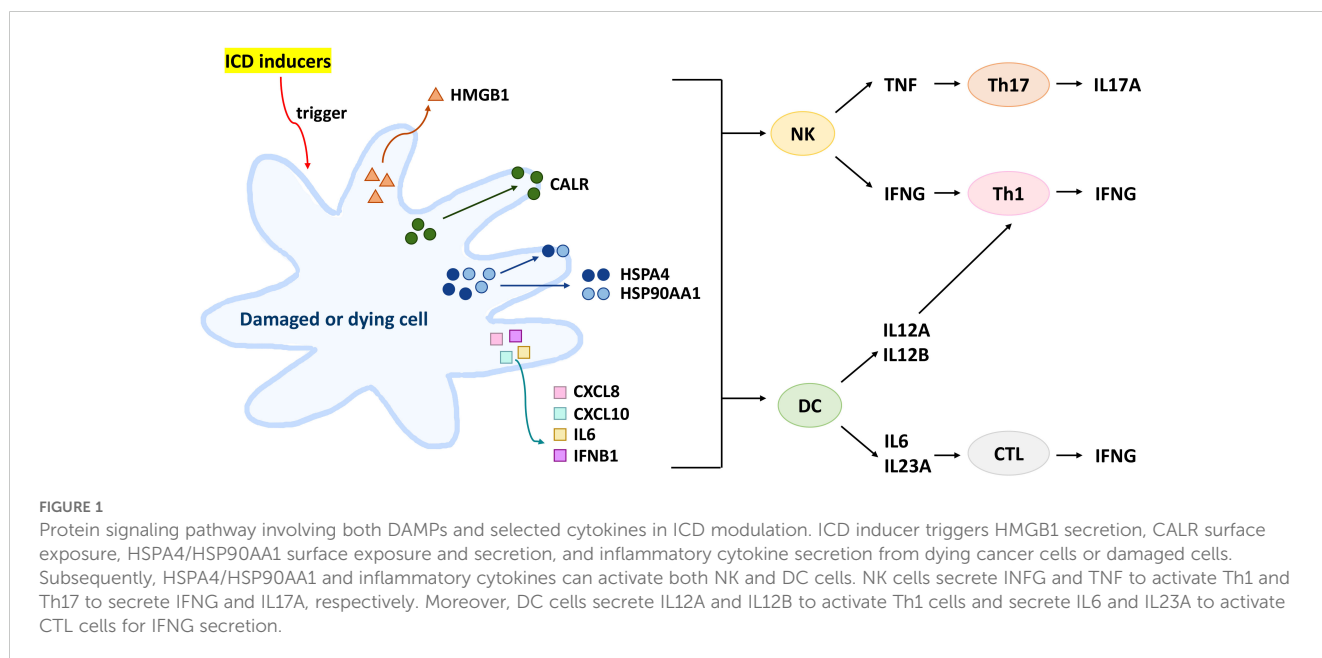 ICD inducers
trigger
HMGB1
CALR
HSPA4
HSP90AA1
Damaged or dying cell
CXCL8
CXCL10
IL6
IFNB1
NK
TNF
Th17
IL17A
IFNG
Th1
IFNG
DC
IL12A
IL12B
IL6
IL23A
CTL
IFNG
FIGURE 1
Protein signaling pathway involving both DAMPs and selected cytokines in ICD modulation. ICD inducer triggers HMGB1 secretion, CALR surface
exposure, HSPA4/HSP90AA1 surface exposure and secretion, and inflammatory cytokine secretion from dying cancer cells or damaged cells.
Subsequently, HSPA4/HSP90AA1 and inflammatory cytokines can activate both NK and DC cells. NK cells secrete INFG and TNF to activate Th1 and
Th17 to secrete IFNG and IL17A, respectively. Moreover, DC cells secrete IL12A and IL12B to activate Th1 cells and secrete IL6 and IL23A to activate
CTL cells for IFNG secretion.